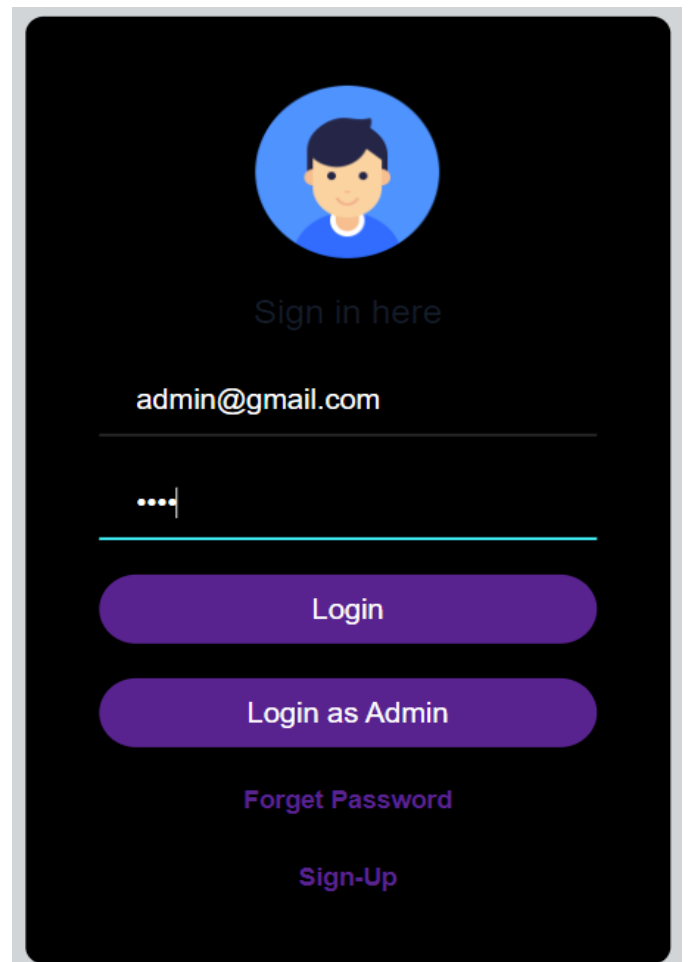 Sign in here
admin@gmail.com
••••
Login
Login as Admin
Forget Password
Sign-Up